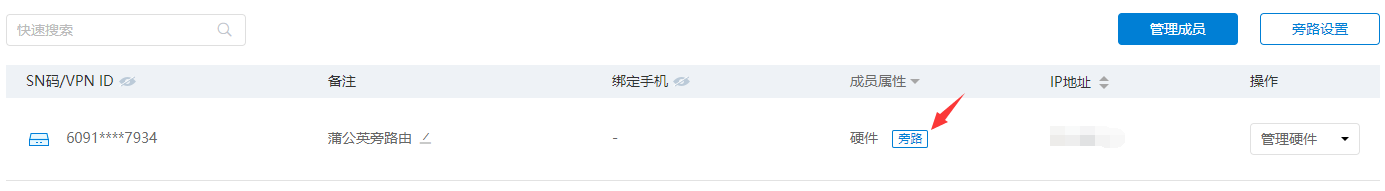 快速搜索
管理成员 旁路设置
SN码/VPN ID 备注 绑定手机 成员属性 IP地址 操作
6091****7934 蒲公英旁路由 - 硬件 旁路 管理硬件